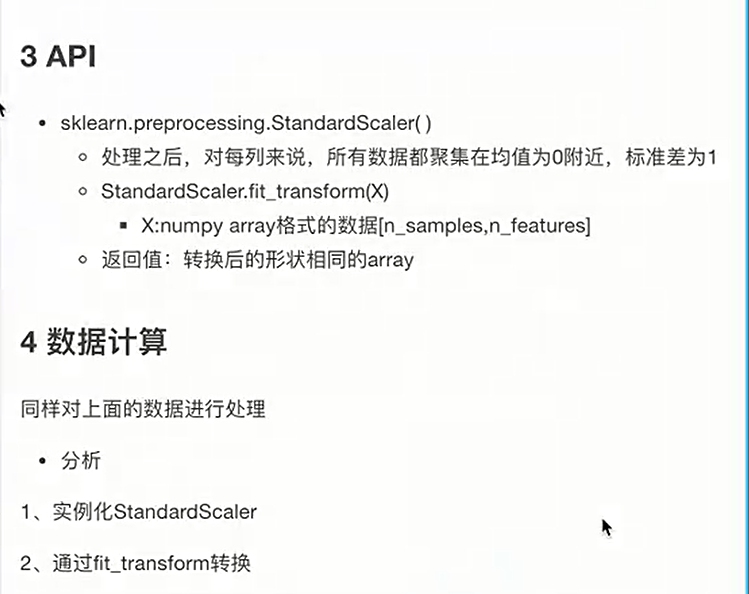 3 API
• sklearn.preprocessing.StandardScaler( )
○ 处理之后，对每列来说，所有数据都聚集在均值为0附近，标准差为1
○ StandardScaler.fit_transform(X)
▪ X:numpy array格式的数据[n_samples,n_features]
○ 返回值：转换后的形状相同的array
4 数据计算
同样对上面的数据进行处理
• 分析
1、实例化StandardScaler
2、通过fit_transform转换